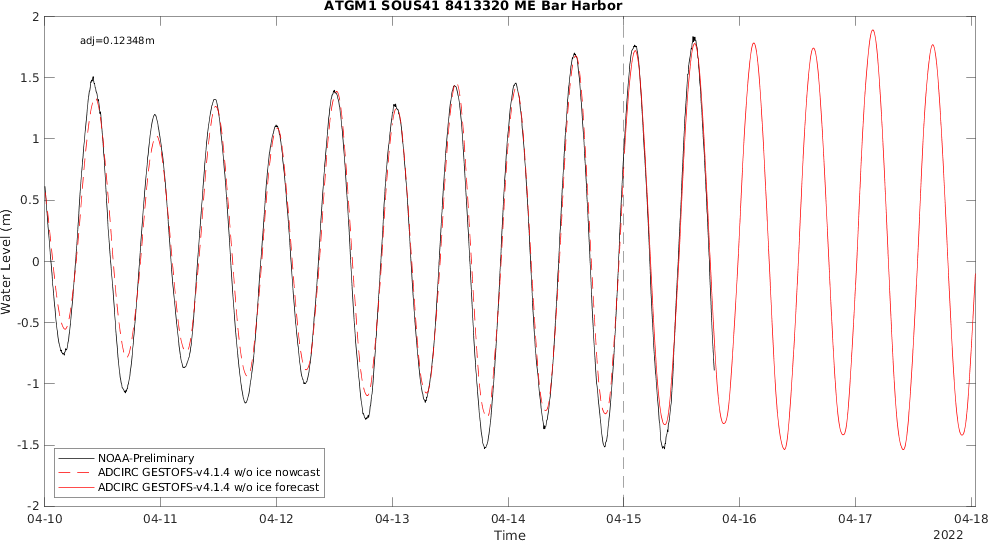 ATGM1 SOUS41 8413320 ME Bar Harbor
adj=0.12348m
2
1.5
1
0.5
0
-0.5
-1
-1.5
-2
Water Level (m)
NOAA-Preliminary
ADCIRC GESTOFS-v4.1.4 w/o ice nowcast
ADCIRC GESTOFS-v4.1.4 w/o ice forecast
04-10 04-11 04-12 04-13 04-14 04-15 04-16 04-17 04-18
Time
2022